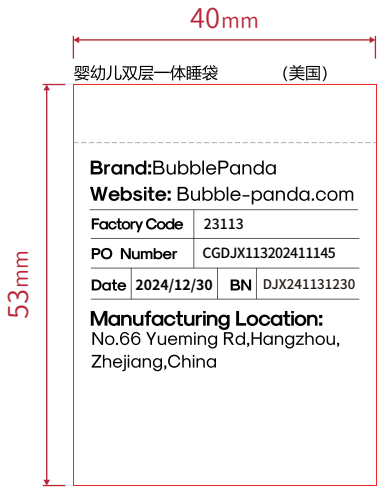 40mm
婴幼儿双层一体睡袋 （美国）
53mm
Brand:BubblePanda
Website: Bubble-panda.com
Factory Code 23113
PO Number CGDJX113202411145
Date 2024/12/30 BN DJX241131230
Manufacturing Location:
No.66 Yueming Rd,Hangzhou,
Zhejiang,China